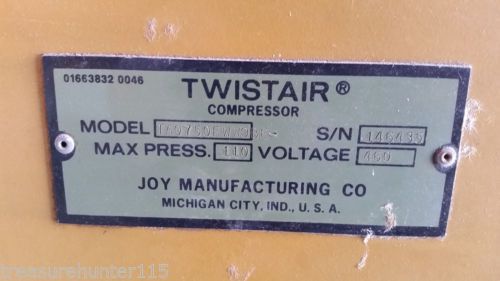 01663832 0046
TWISTAIR®
COMPRESSOR
MODEL S/N 146435
MAX PRESS. 110 VOLTAGE 460
JOY MANUFACTURING CO
MICHIGAN CITY, IND., U. S. A.
treasurehunter115